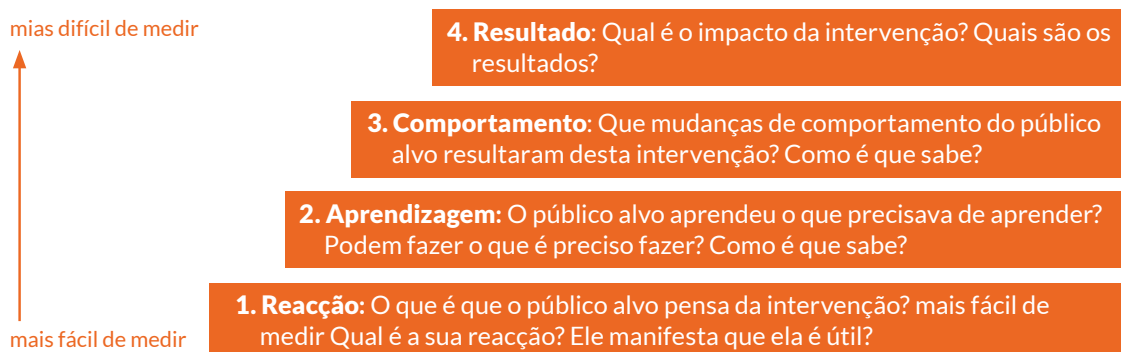 mias difícil de medir
4. Resultado: Qual é o impacto da intervenção? Quais são os
resultados?
3. Comportamento: Que mudanças de comportamento do público
alvo resultaram desta intervenção? Como é que sabe?
2. Aprendizagem: O público alvo aprendeu o que precisava de aprender?
Podem fazer o que é preciso fazer? Como é que sabe?
1. Reacção: O que é que o público alvo pensa da intervenção? mais fácil de
medir Qual é a sua reacção? Ele manifesta que ela é útil?
mais fácil de medir